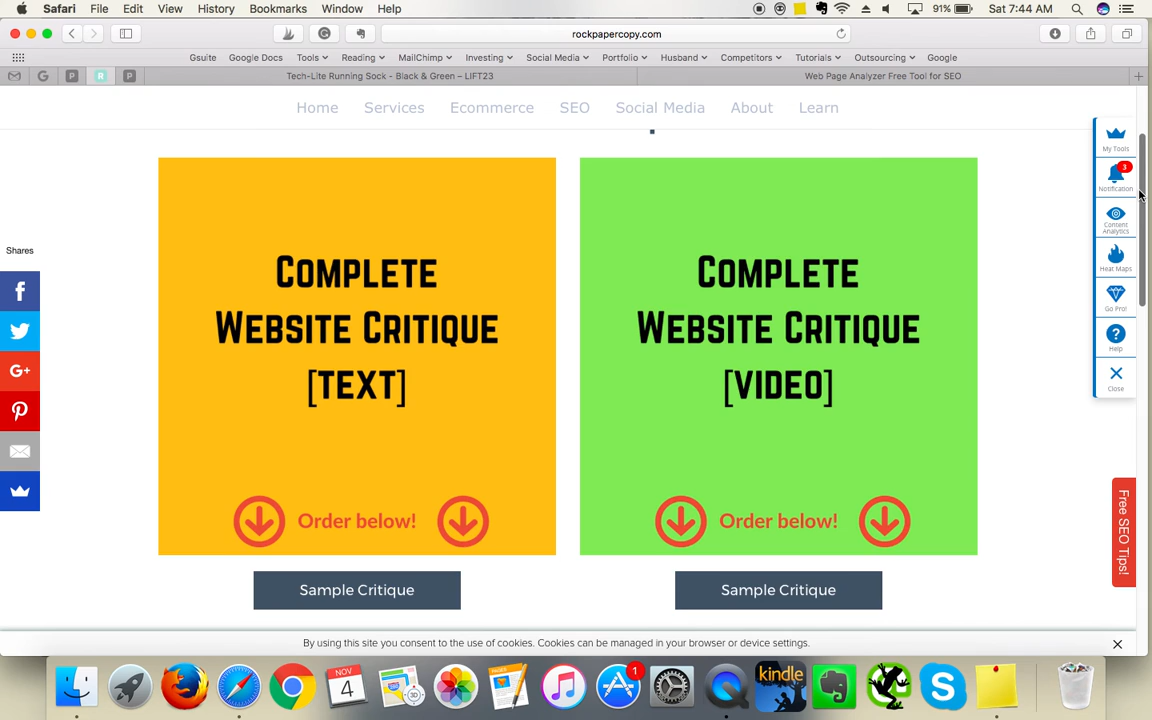 Safari File Edit View History Bookmarks Window Help 91% Sat 7:44 AM
rockpapercopy.com
Gsuite Google Docs Tools Reading MailChimp Investing Social Media Portfolio Husband Competitors Tutorials Outsourcing Google
G P R P Tech-Lite Running Sock - Black & Green – LIFT23 Web Page Analyzer Free Tool for SEO
Home Services Ecommerce SEO Social Media About Learn
My Tools
3
Notification
Content
Analytics
Heat Maps
Go Pro!
?
Help
Close
Shares
f
G+
Complete
Website Critique
[TEXT]
Order below!
Sample Critique
Complete
Website Critique
[VIDEO]
Order below!
Sample Critique
Free SEO Tips!
By using this site you consent to the use of cookies. Cookies can be managed in your browser or device settings.
NOV
4
1
kindle
S